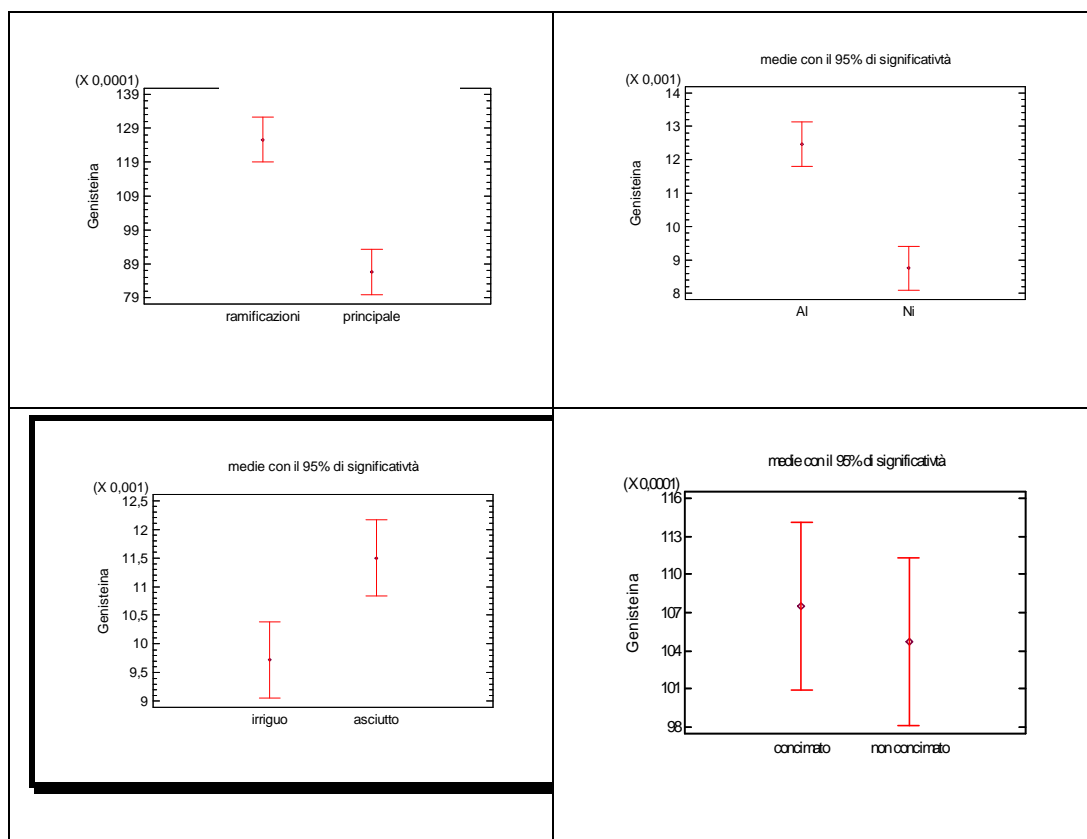 (X 0,0001)
139
129
119
109
99
89
79
Genisteina
ramificazioni principale
medie con il 95% di significatività
(X 0,001)
14
13
12
11
10
9
8
Genisteina
Al Ni
medie con il 95% di significatività
(X 0,001)
12,5
12
11,5
11
10,5
10
9,5
9
Genisteina
irriguo asciutto
medie con il 95% di significatività
(X 0,0001)
116
113
110
107
104
101
98
Genisteina
concimato non concimato